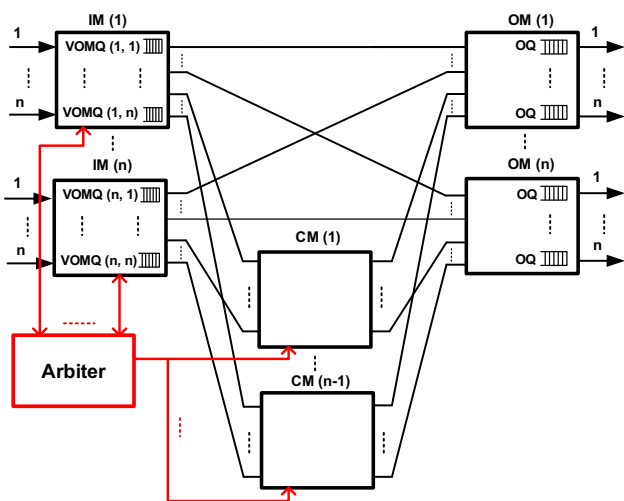 IM (1)
OM (1)
1
VOMQ (1, 1)
OQ
1
n
VOMQ (1, n)
OQ
n
IM (n)
OM (n)
1
VOMQ (n, 1)
OQ
1
n
VOMQ (n, n)
OQ
n
CM (1)
Arbiter
CM (n-1)